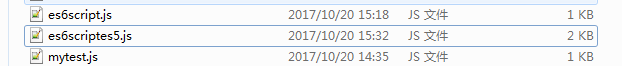 es6script.js 2017/10/20 15:18 JS 文件 1 KB
es6scriptes5.js 2017/10/20 15:32 JS 文件 2 KB
mytest.js 2017/10/20 14:35 JS 文件 1 KB